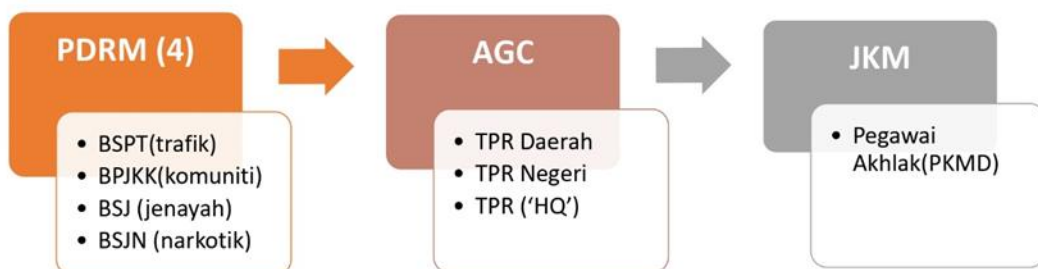 PDRM (4)
• BSPT(trafik)
• BPJKK(komuniti)
• BSJ (jenayah)
• BSJN (narkotik)
AGC
• TPR Daerah
• TPR Negeri
• TPR (‘HQ’)
JKM
• Pegawai
Akhlak(PKMD)